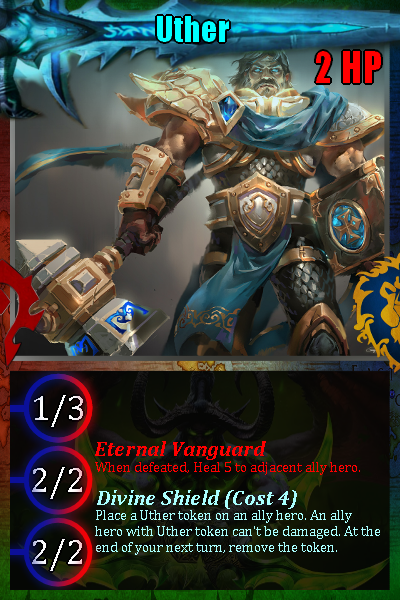 Uther
2 HP
1/3
Eternal Vanguard
When defeated, Heal 5 to adjacent ally hero.
2/2
Divine Shield (Cost 4)
Place a Uther token on an ally hero. An ally
hero with Uther token can't be damaged. At the
end of your next turn, remove the token.
2/2